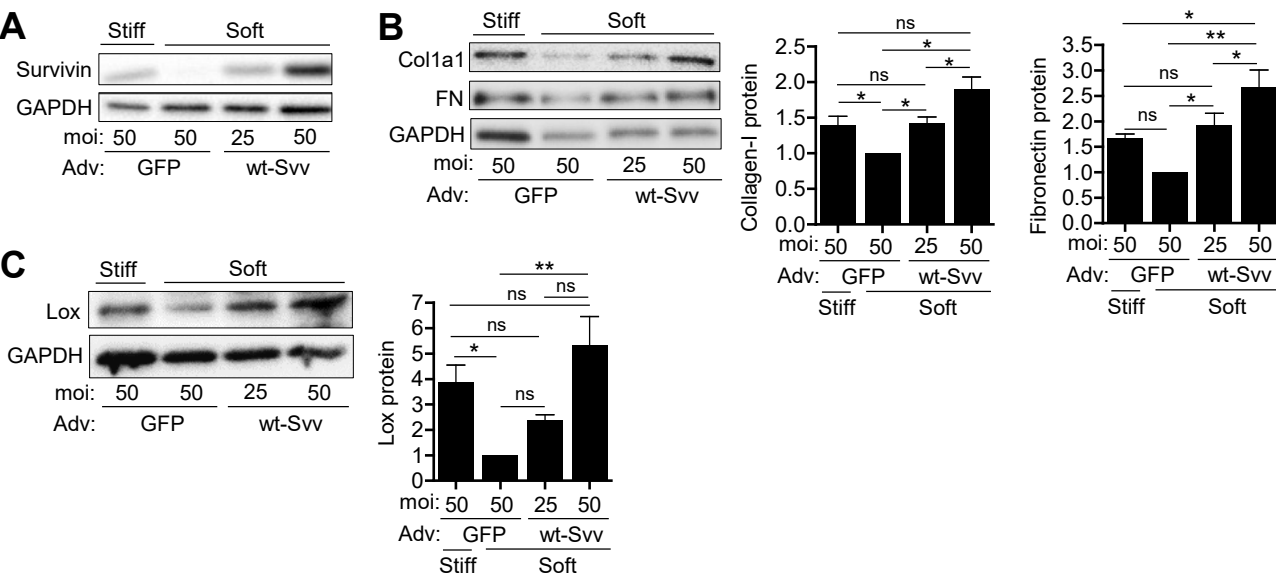 A
Stiff Soft
Survivin
GAPDH
moi: 50 50 25 50
Adv: GFP wt-Svv
B
Stiff Soft
Col1a1
FN
GAPDH
moi: 50 50 25 50
Adv: GFP wt-Svv
ns
*
*
ns
*
*
2.5
2.0
1.5
1.0
0.5
0.0
Collagen-I protein
moi: 50 50 25 50
Adv: GFP wt-Svv
Stiff Soft
*
**
*
ns
*
ns
3.5
3.0
2.5
2.0
1.5
1.0
0.5
0.0
Fibronectin protein
moi: 50 50 25 50
Adv: GFP wt-Svv
Stiff Soft
C
Stiff Soft
Lox
GAPDH
moi: 50 50 25 50
Adv: GFP wt-Svv
**
ns
ns
ns
*
ns
7
6
5
4
3
2
1
0
Lox protein
moi: 50 50 25 50
Adv: GFP wt-Svv
Stiff Soft